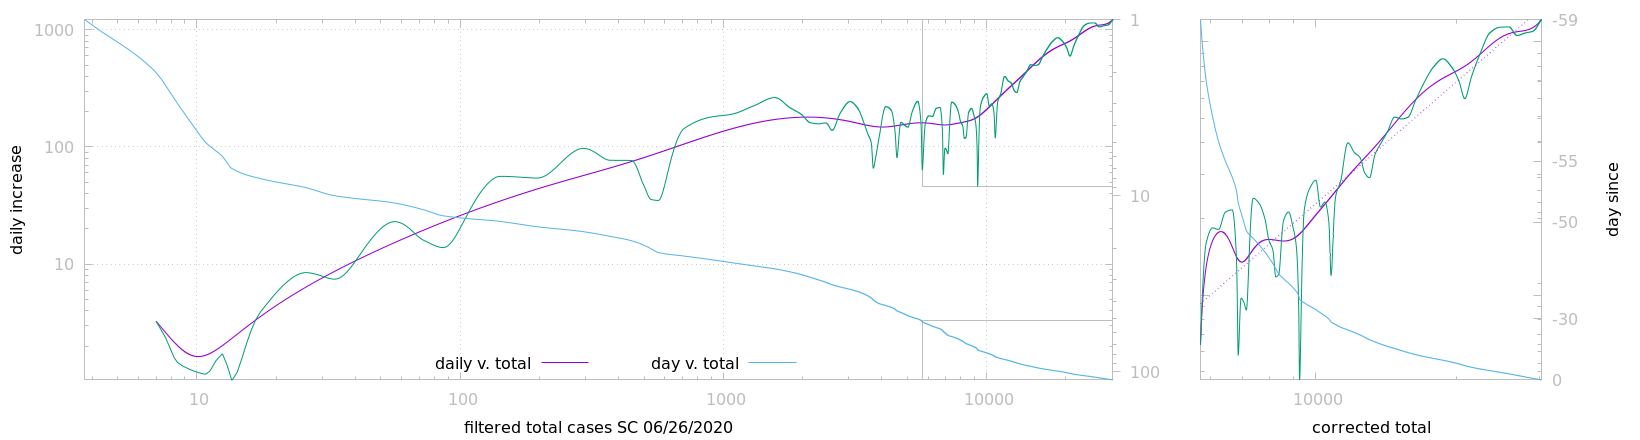 1000
100
10
daily increase
10
100
1000
10000
filtered total cases SC 06/26/2020
daily v. total
day v. total
1
10
100
10000
corrected total
-59
-55
-50
-30
0
day since